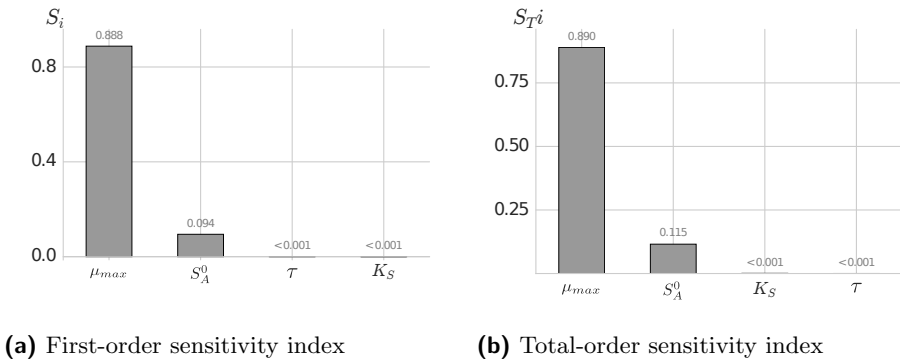 S_i
0.888
0.8
0.4
0.094
<0.001 <0.001
0.0
μ_max S_A^0 τ K_S
(a) First-order sensitivity index
S_T i
0.890
0.75
0.50
0.25
0.115
<0.001 <0.001
μ_max S_A^0 K_S τ
(b) Total-order sensitivity index